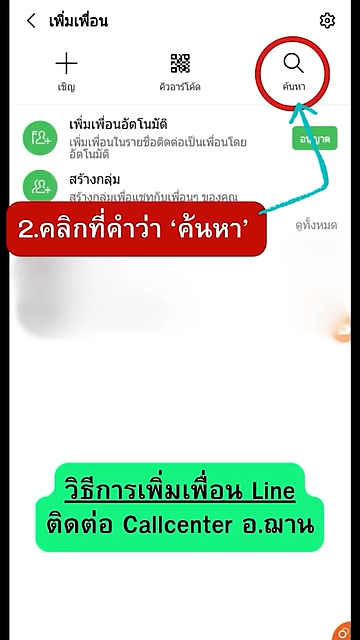 เพิ่มเพื่อน
เชิญ
คิวอาร์โค้ด
ค้นหา
เพิ่มเพื่อนอัตโนมัติ
เพิ่มเพื่อนในรายชื่อติดต่อเป็นเพื่อนโดย
อัตโนมัติ
อนุญาต
สร้างกลุ่ม
สร้างกลุ่มเพื่อแชทกับเพื่อนๆ ของคุณ
2.คลิกที่คำว่า ‘ค้นหา’
ดูทั้งหมด
วิธีการเพิ่มเพื่อน Line
ติดต่อ Callcenter อ.ฌาน